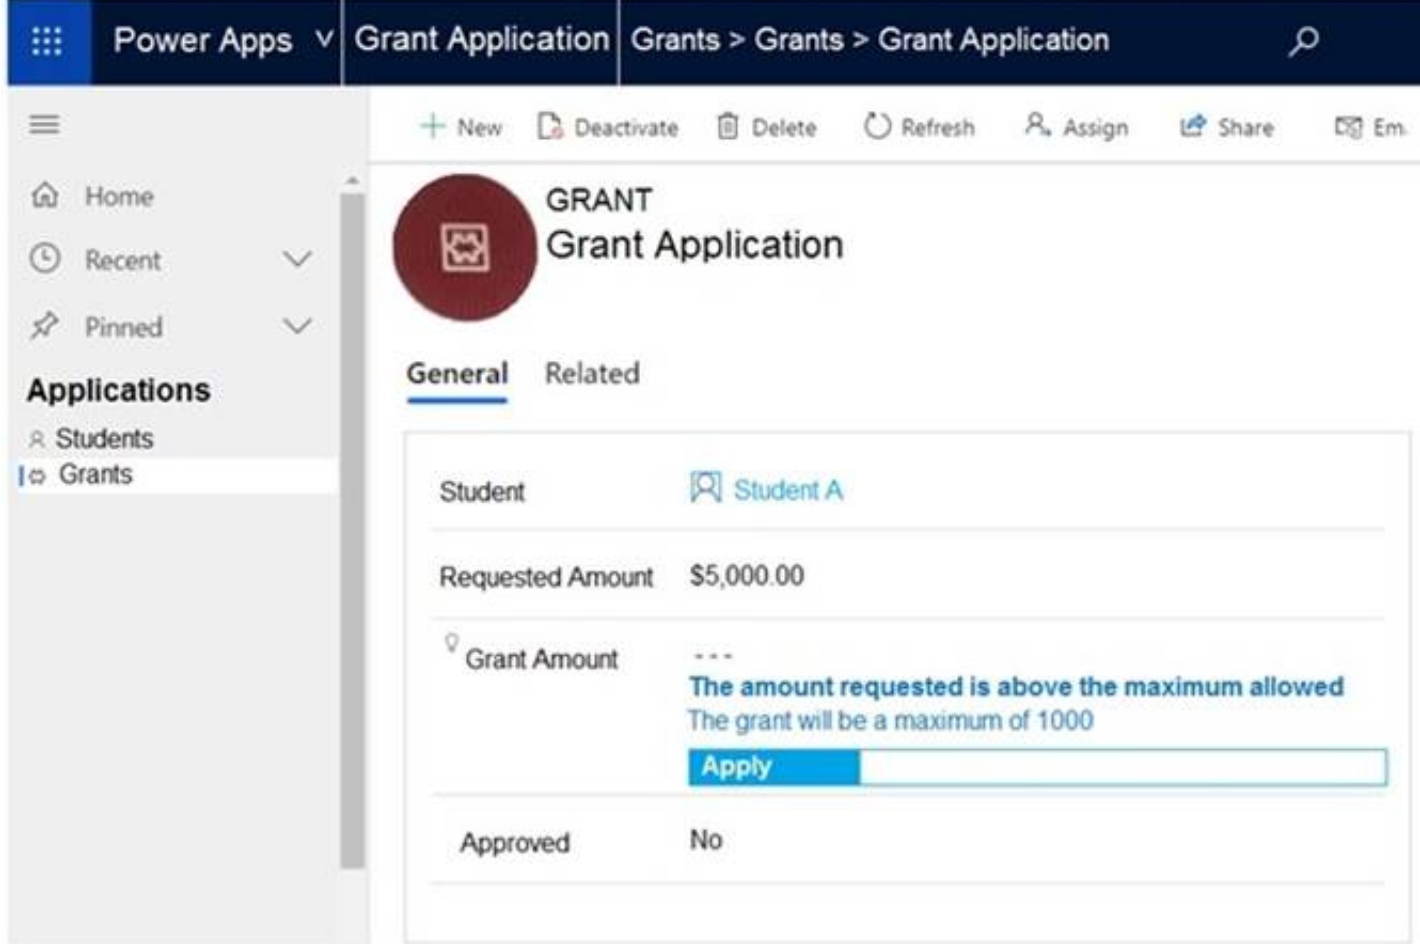 Power Apps ∨ Grant Application Grants > Grants > Grant Application
New Deactivate Delete Refresh Assign Share Em
Home
Recent
Pinned
Applications
Students
Grants
GRANT
Grant Application
General Related
Student Student A
Requested Amount $5,000.00
Grant Amount ---
The amount requested is above the maximum allowed
The grant will be a maximum of 1000
Apply
Approved No